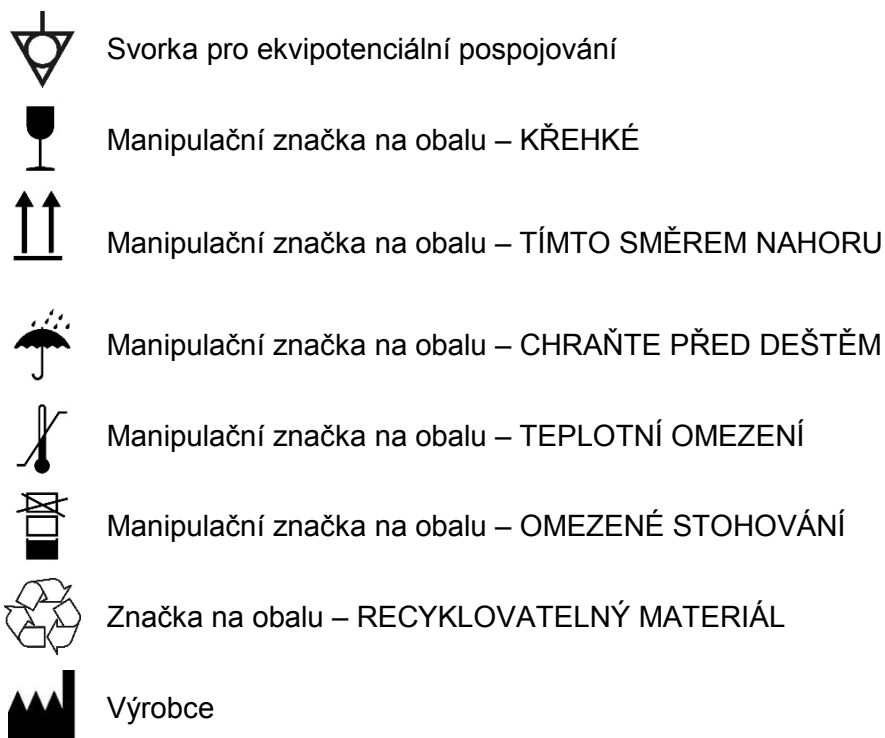 Svorka pro ekvipotenciální pospojování
Manipulační značka na obalu – KŘEHKÉ
Manipulační značka na obalu – TÍMTO SMĚREM NAHORU
Manipulační značka na obalu – CHRAŇTE PŘED DEŠTĚM
Manipulační značka na obalu – TEPLOTNÍ OMEZENÍ
Manipulační značka na obalu – OMEZENÉ STOHOVÁNÍ
Značka na obalu – RECYKLOVATELNÝ MATERIÁL
Výrobce